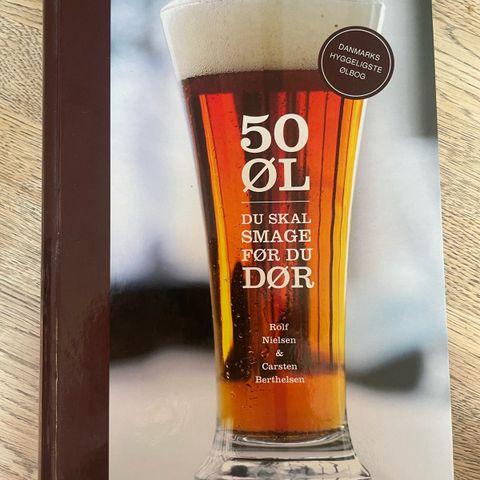 DANMARKS
HYGGELIGSTE
ØLBOG
50
ØL
DU SKAL
SMAGE
FØR DU
DØR
Rolf
Nielsen
&
Carsten
Berthelsen